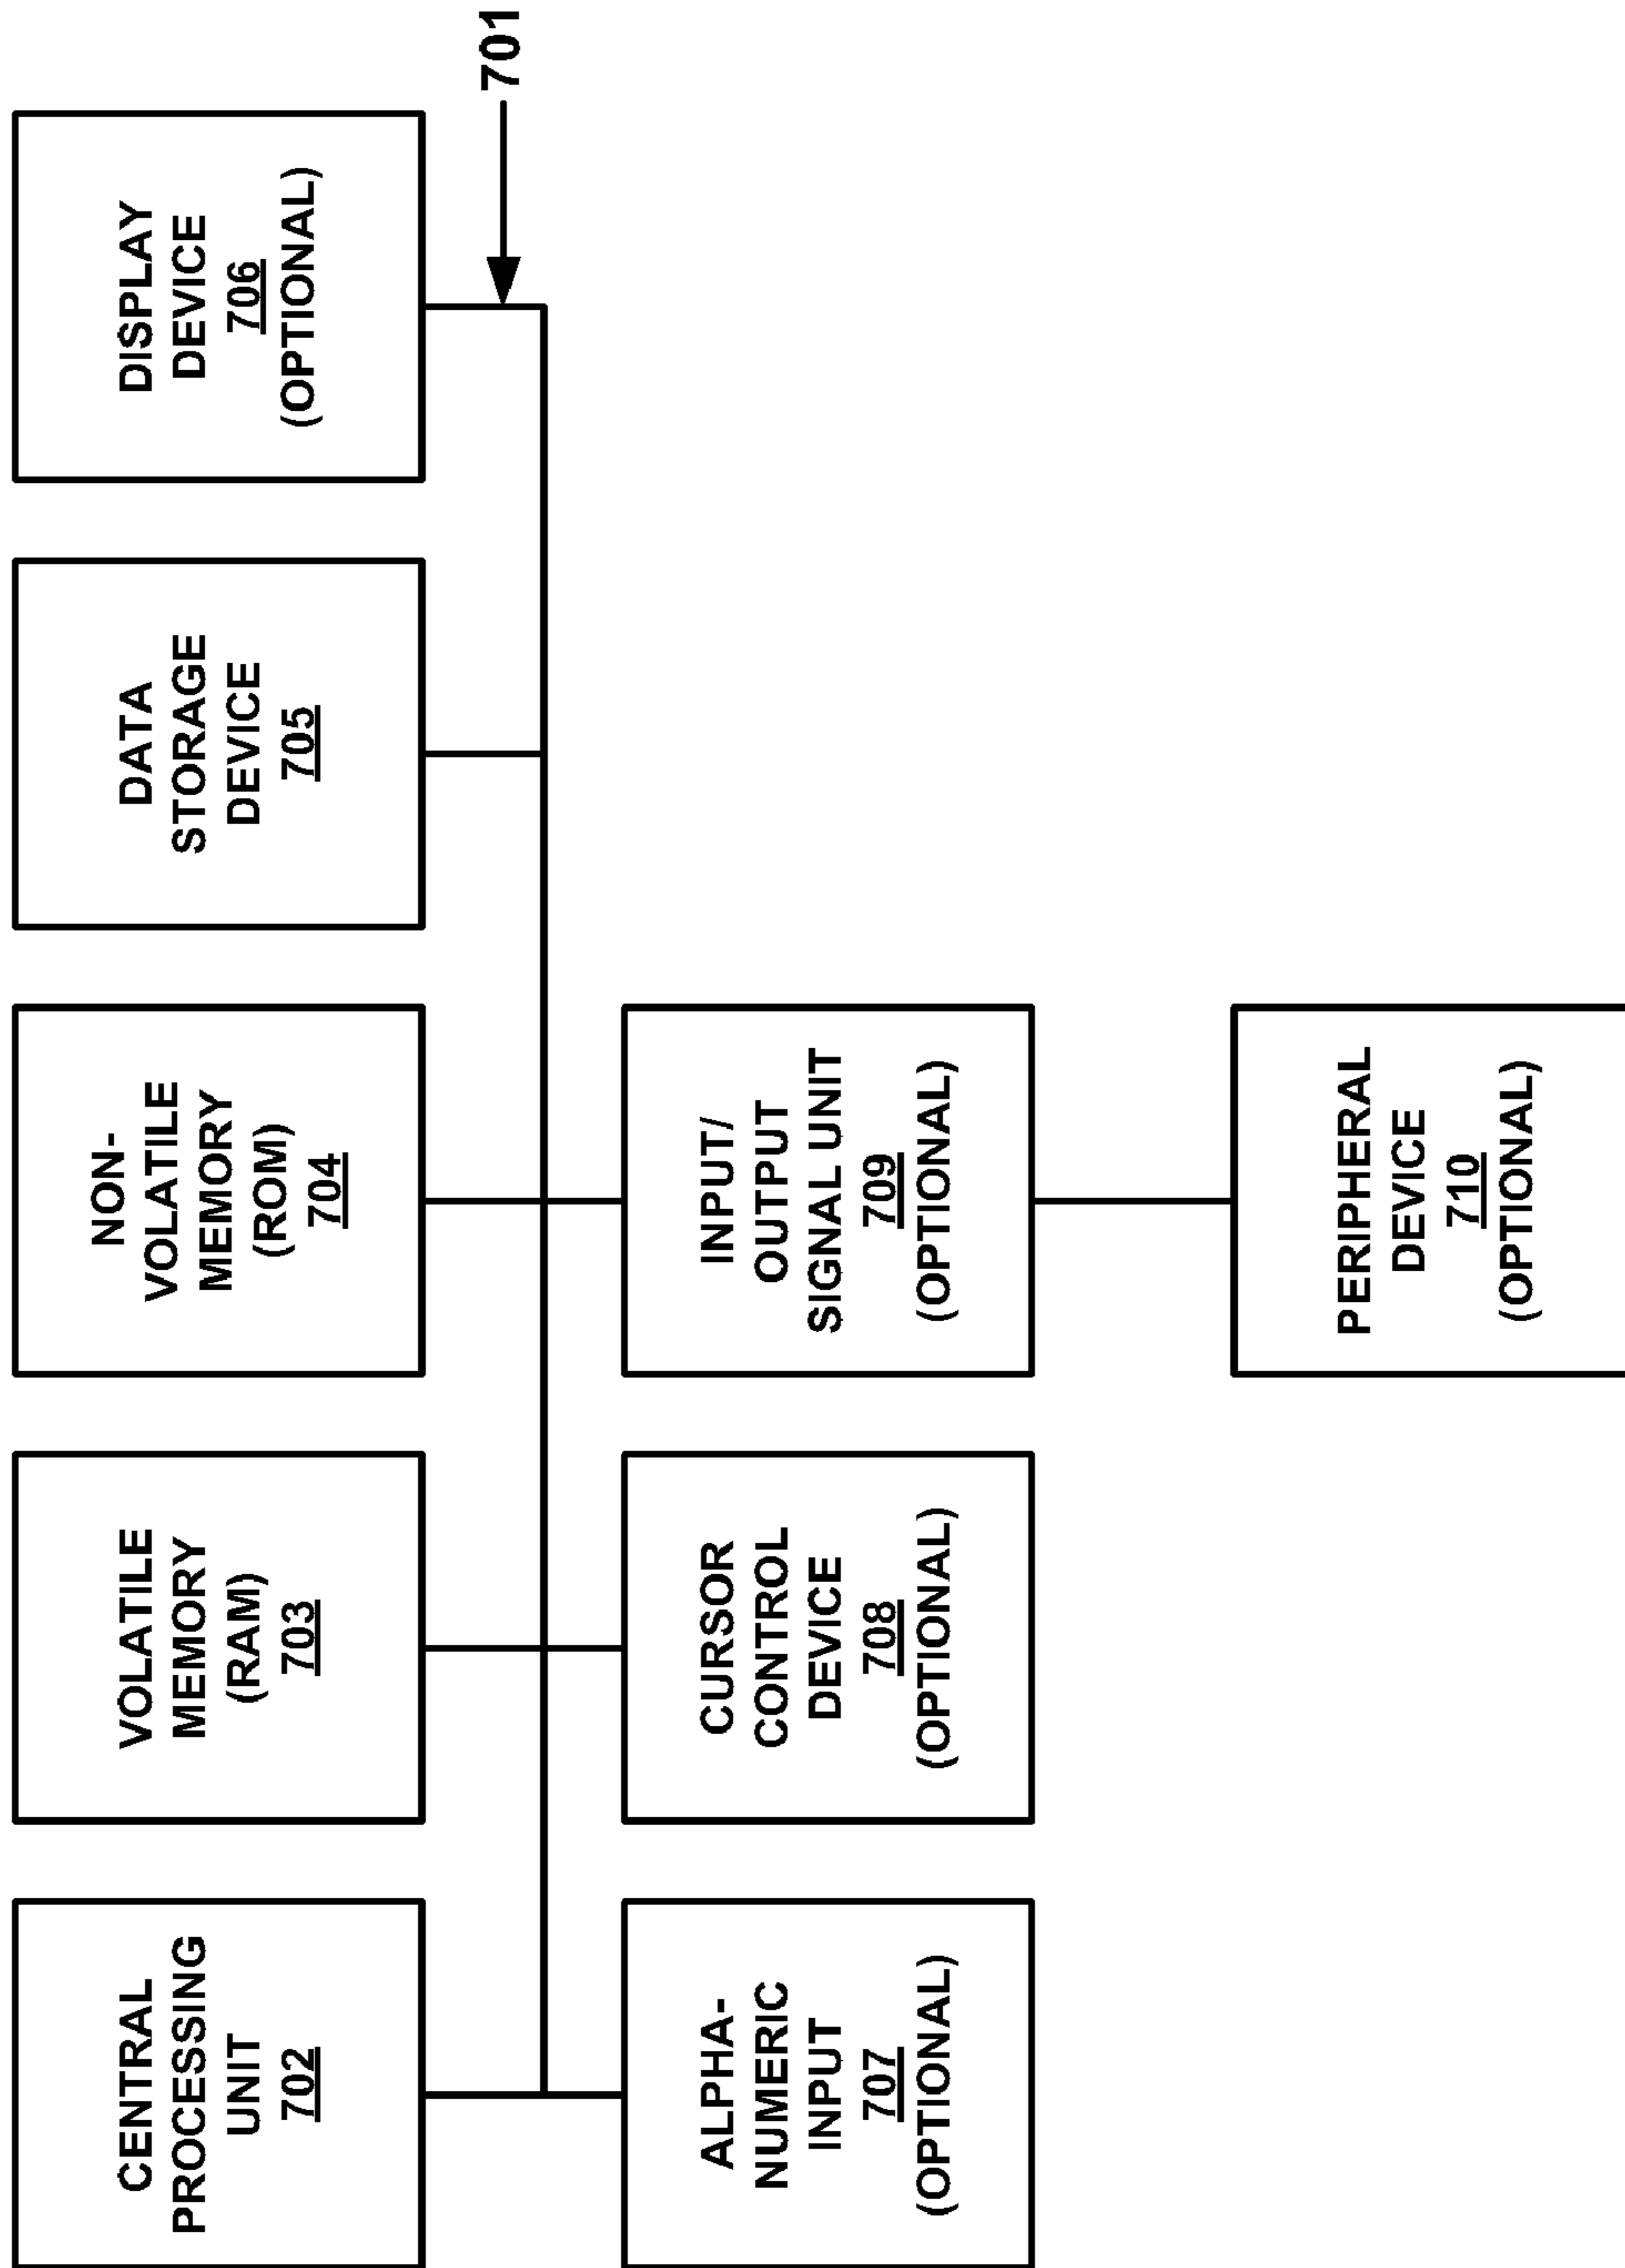 CENTRAL
PROCESSING
UNIT
702
VOLATILE
MEMORY
(RAM)
703
NON-
VOLATILE
MEMORY
(ROM)
704
DATA
STORAGE
DEVICE
705
DISPLAY
DEVICE
706
(OPTIONAL)
701
ALPHA-
NUMERIC
INPUT
707
(OPTIONAL)
CURSOR
CONTROL
DEVICE
708
(OPTIONAL)
INPUT/
OUTPUT
SIGNAL UNIT
709
(OPTIONAL)
PERIPHERAL
DEVICE
710
(OPTIONAL)